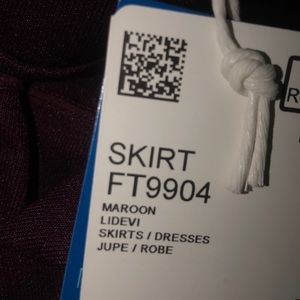 SKIRT
FT9904
MAROON
LIDEVI
SKIRTS / DRESSES
JUPE / ROBE
R